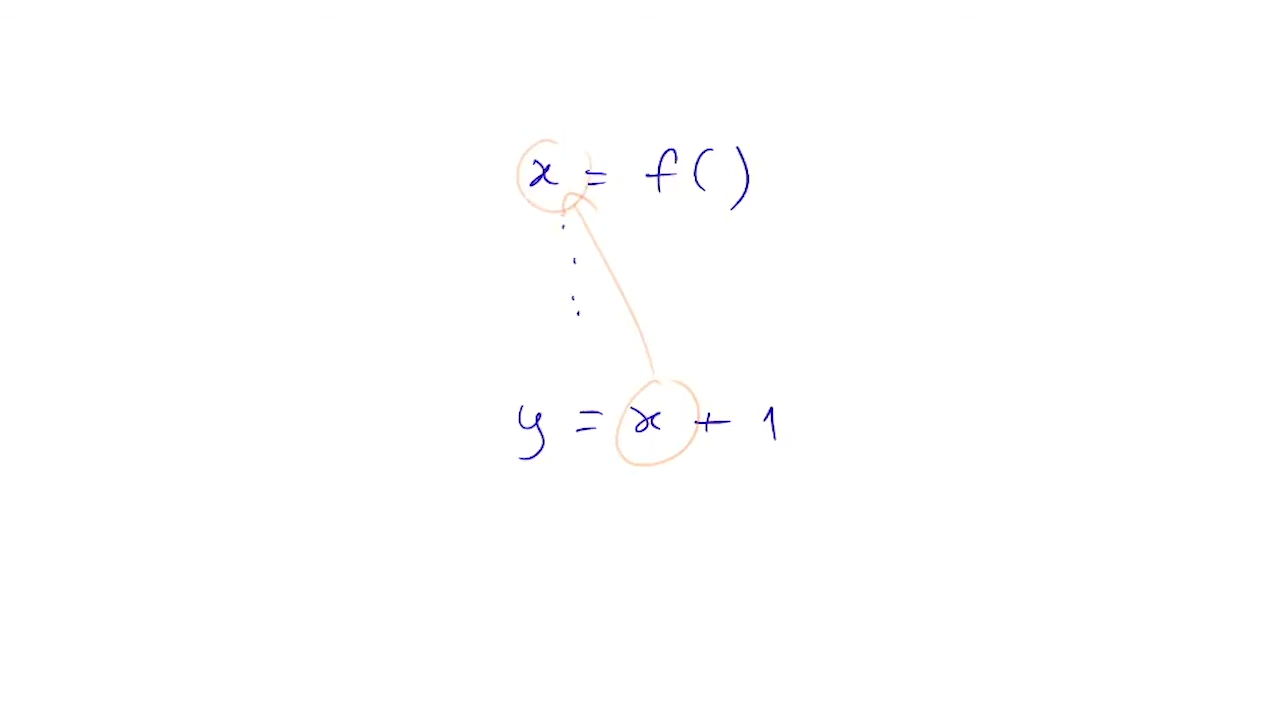 x = f()
⋮
y = x + 1